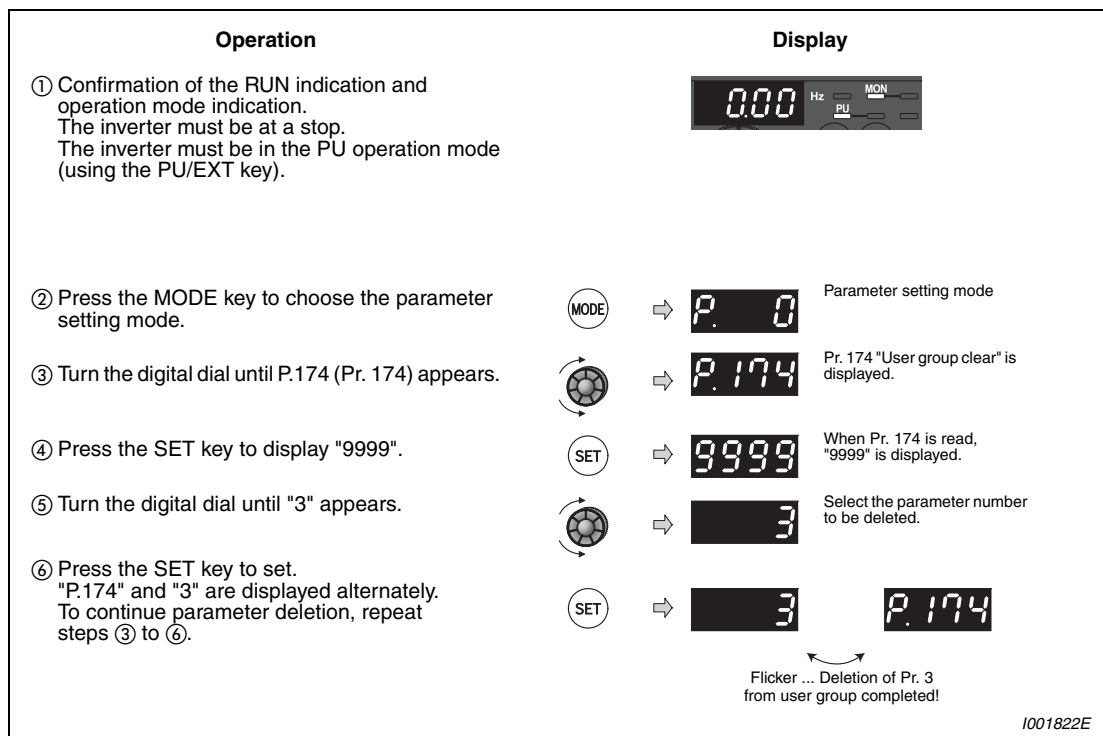 Operation
Display
① Confirmation of the RUN indication and
operation mode indication.
The inverter must be at a stop.
The inverter must be in the PU operation mode
(using the PU/EXT key).
0.00 Hz MON
PU
② Press the MODE key to choose the parameter
setting mode.
MODE
P. 0
Parameter setting mode
③ Turn the digital dial until P.174 (Pr. 174) appears.
P.174
Pr. 174 "User group clear" is
displayed.
④ Press the SET key to display "9999".
SET
9999
When Pr. 174 is read,
"9999" is displayed.
⑤ Turn the digital dial until "3" appears.
3
Select the parameter number
to be deleted.
⑥ Press the SET key to set.
"P.174" and "3" are displayed alternately.
To continue parameter deletion, repeat
steps ③ to ⑥.
SET
3
P.174
Flicker ... Deletion of Pr. 3
from user group completed!
I001822E